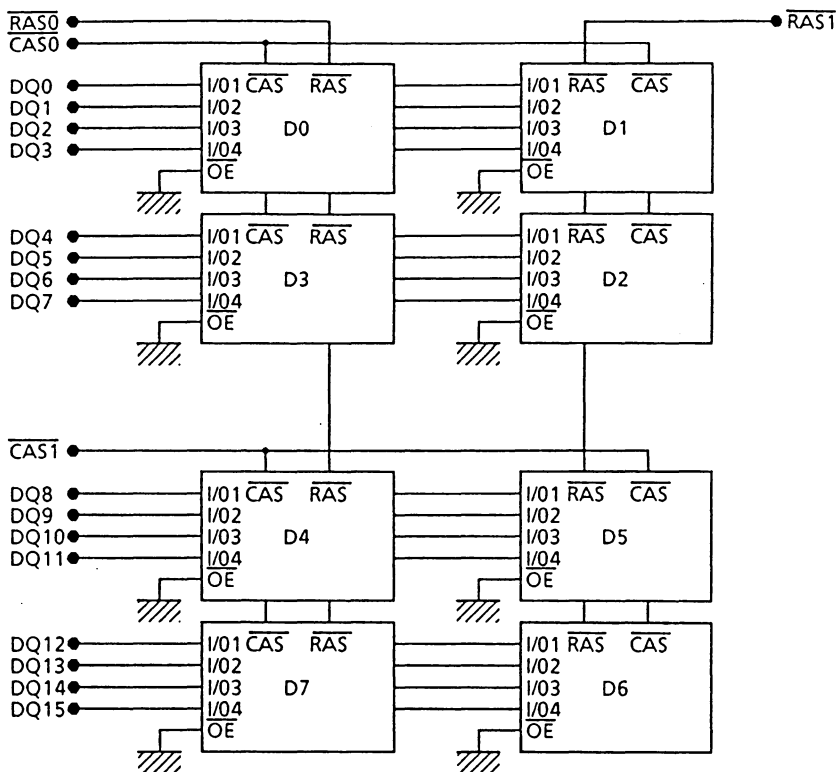 RAS0 RAS1
CAS0
DQ0 I/01 CAS RAS I/01 RAS CAS
DQ1 I/02 I/02
DQ2 I/03 D0 I/03 D1
DQ3 I/04 I/04
OE OE
DQ4 I/01 CAS RAS I/01 RAS CAS
DQ5 I/02 I/02
DQ6 I/03 D3 I/03 D2
DQ7 I/04 I/04
OE OE
CAS1
DQ8 I/01 CAS RAS I/01 RAS CAS
DQ9 I/02 I/02
DQ10 I/03 D4 I/03 D5
DQ11 I/04 I/04
OE OE
DQ12 I/01 CAS RAS I/01 RAS CAS
DQ13 I/02 I/02
DQ14 I/03 D7 I/03 D6
DQ15 I/04 I/04
OE OE